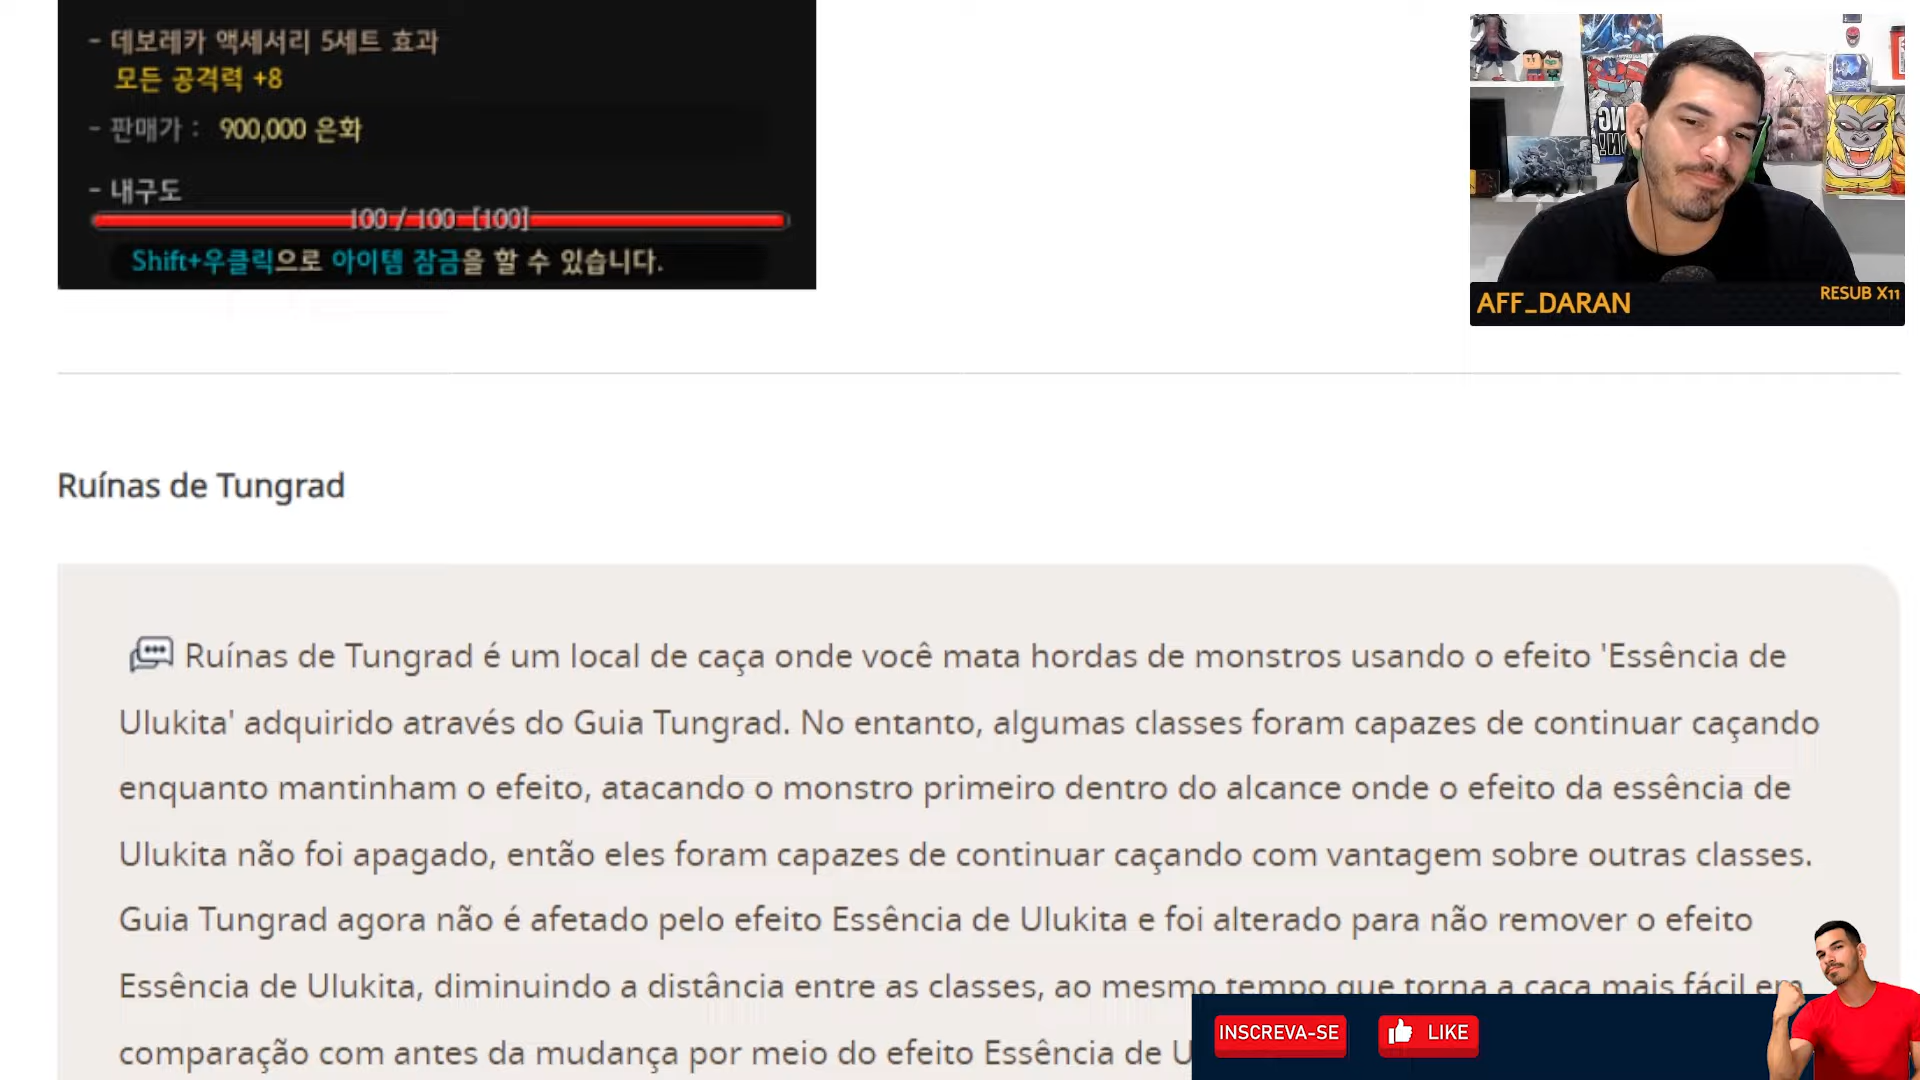 - 데보레카 액세서리 5세트 효과
모든 공격력 +8
- 판매가 : 900,000 은화
- 내구도
100 / 100 [100]
Shift+우클릭으로 아이템 잠금을 할 수 있습니다.
AFF_DARAN
RESUB X11
Ruínas de Tungrad
Ruínas de Tungrad é um local de caça onde você mata hordas de monstros usando o efeito 'Essência de
Ulukita' adquirido através do Guia Tungrad. No entanto, algumas classes foram capazes de continuar caçando
enquanto mantinham o efeito, atacando o monstro primeiro dentro do alcance onde o efeito da essência de
Ulukita não foi apagado, então eles foram capazes de continuar caçando com vantagem sobre outras classes.
Guia Tungrad agora não é afetado pelo efeito Essência de Ulukita e foi alterado para não remover o efeito
Essência de Ulukita, diminuindo a distância entre as classes, ao mesmo tempo que torna a caça mais fácil em
comparação com antes da mudança por meio do efeito Essência de U
INSCREVA-SE
LIKE